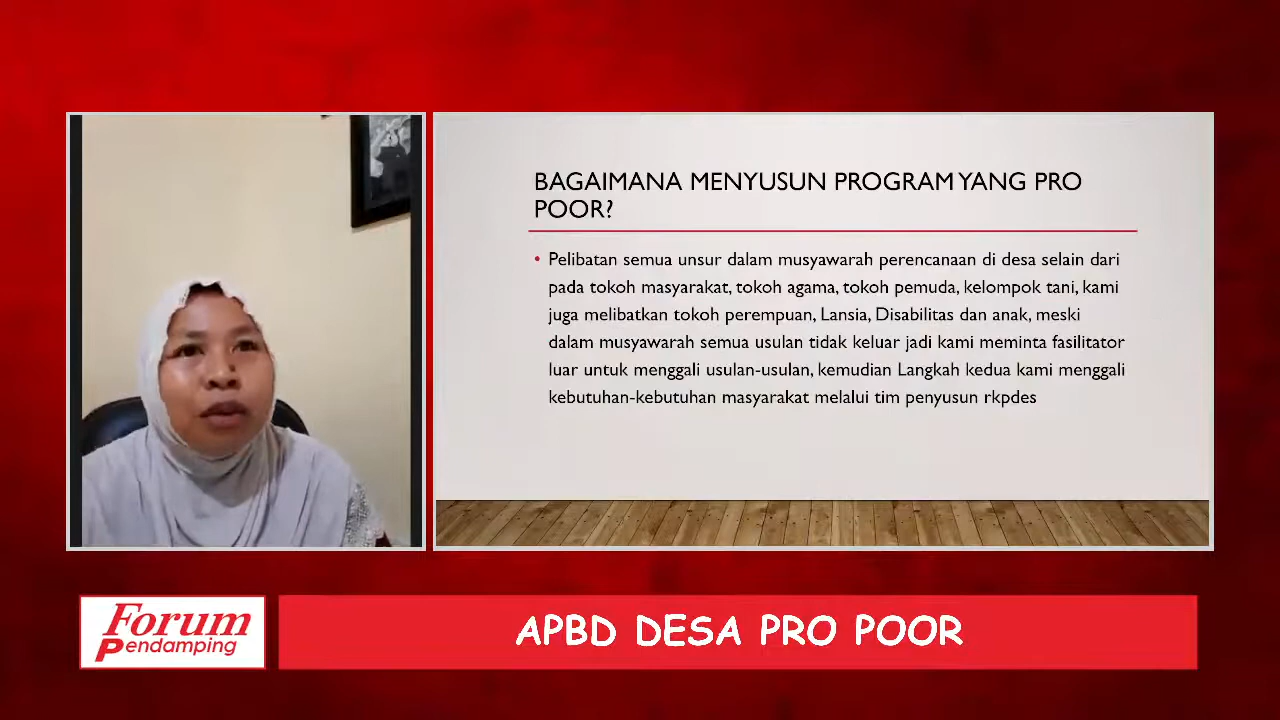 BAGAIMANA MENYUSUN PROGRAM YANG PRO
POOR?
• Pelibatan semua unsur dalam musyawarah perencanaan di desa selain dari
pada tokoh masyarakat, tokoh agama, tokoh pemuda, kelompok tani, kami
juga melibatkan tokoh perempuan, Lansia, Disabilitas dan anak, meski
dalam musyawarah semua usulan tidak keluar jadi kami meminta fasilitator
luar untuk menggali usulan-usulan, kemudian Langkah kedua kami menggali
kebutuhan-kebutuhan masyarakat melalui tim penyusun rkpdes
Forum
Pendamping
APBD DESA PRO POOR